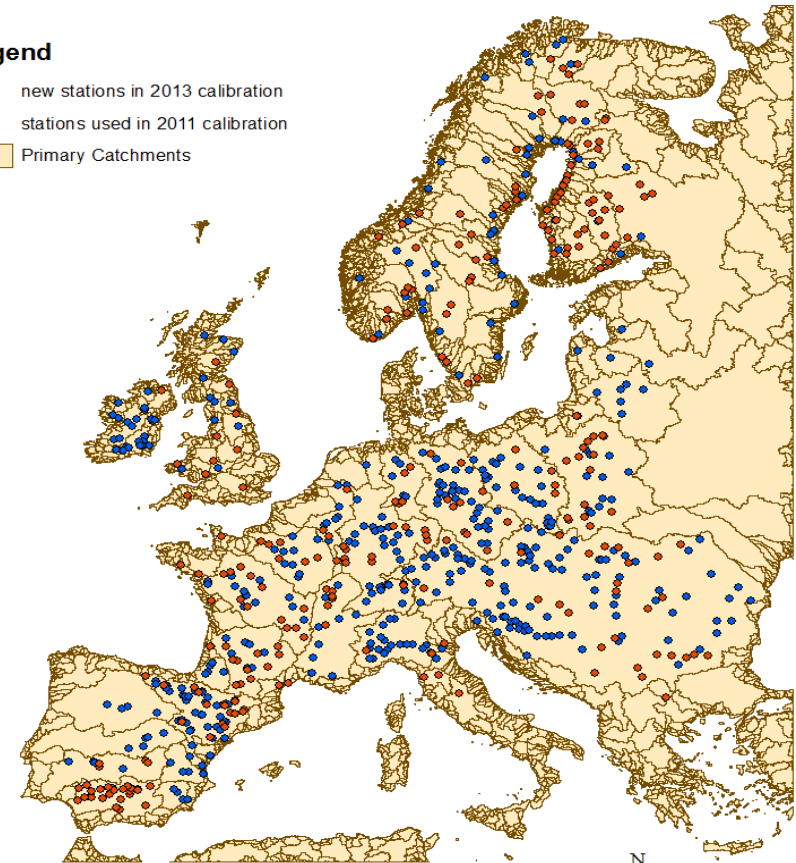 gend
new stations in 2013 calibration
stations used in 2011 calibration
Primary Catchments
N